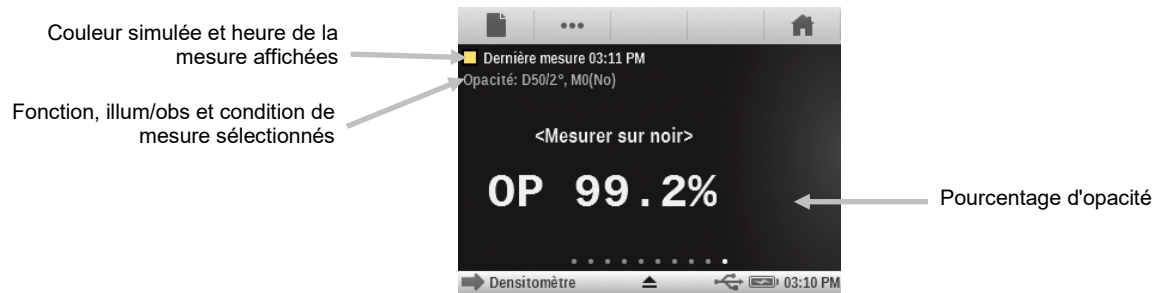 Couleur simulée et heure de la
mesure affichées
Fonction, illum/obs et condition de
mesure sélectionnés
Dernière mesure 03:11 PM
Opacité: D50/2°, M0(No)
<Mesurer sur noir>
OP 99.2%
Pourcentage d'opacité
Densitomètre
03:10 PM